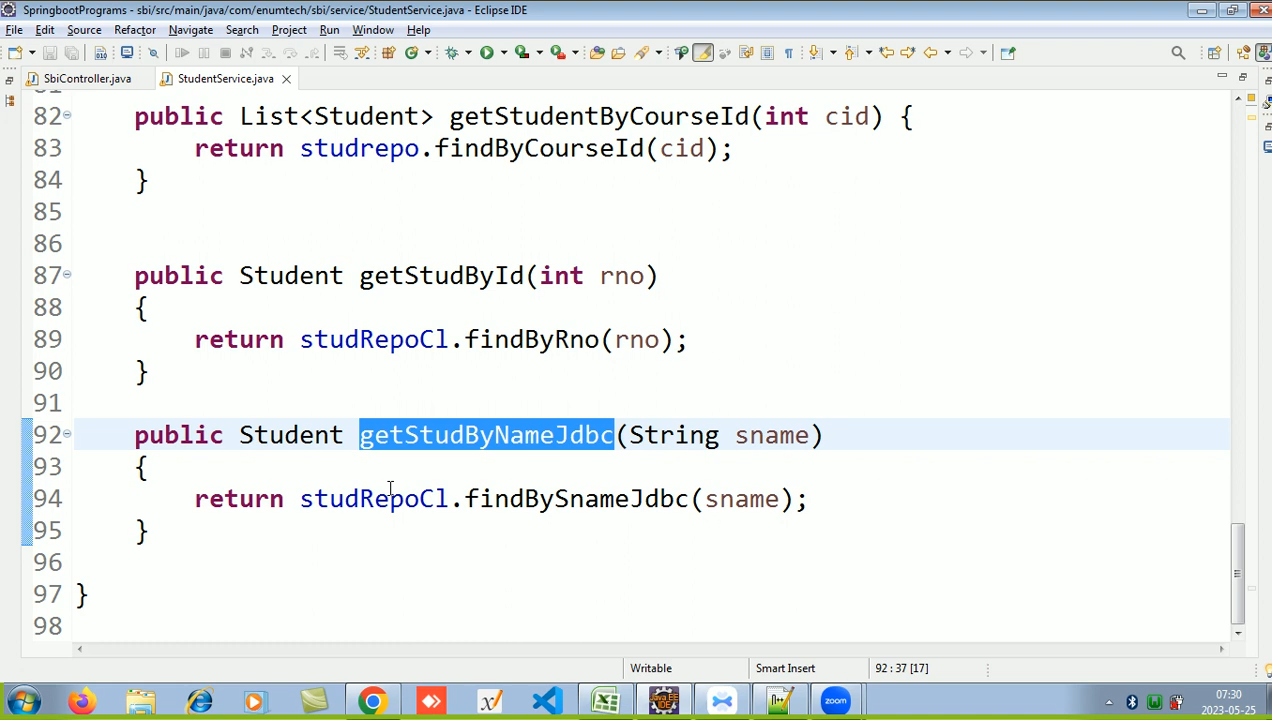 SpringbootPrograms - sbi/src/main/java/com/enumtech/sbi/service/StudentService.java - Eclipse IDE
File Edit Source Refactor Navigate Search Project Run Window Help
SbiController.java StudentService.java
82 public List<Student> getStudentByCourseId(int cid) {
83 return studrepo.findByCourseId(cid);
84 }
85
86
87 public Student getStudById(int rno)
88 {
89 return studRepoCl.findByRno(rno);
90 }
91
92 public Student getStudByNameJdbc(String sname)
93 {
94 return studRepoCl.findBySnameJdbc(sname);
95 }
96
97 }
98
Writable Smart Insert 92 : 37 [17]
zoom
07:30
2023-05-25